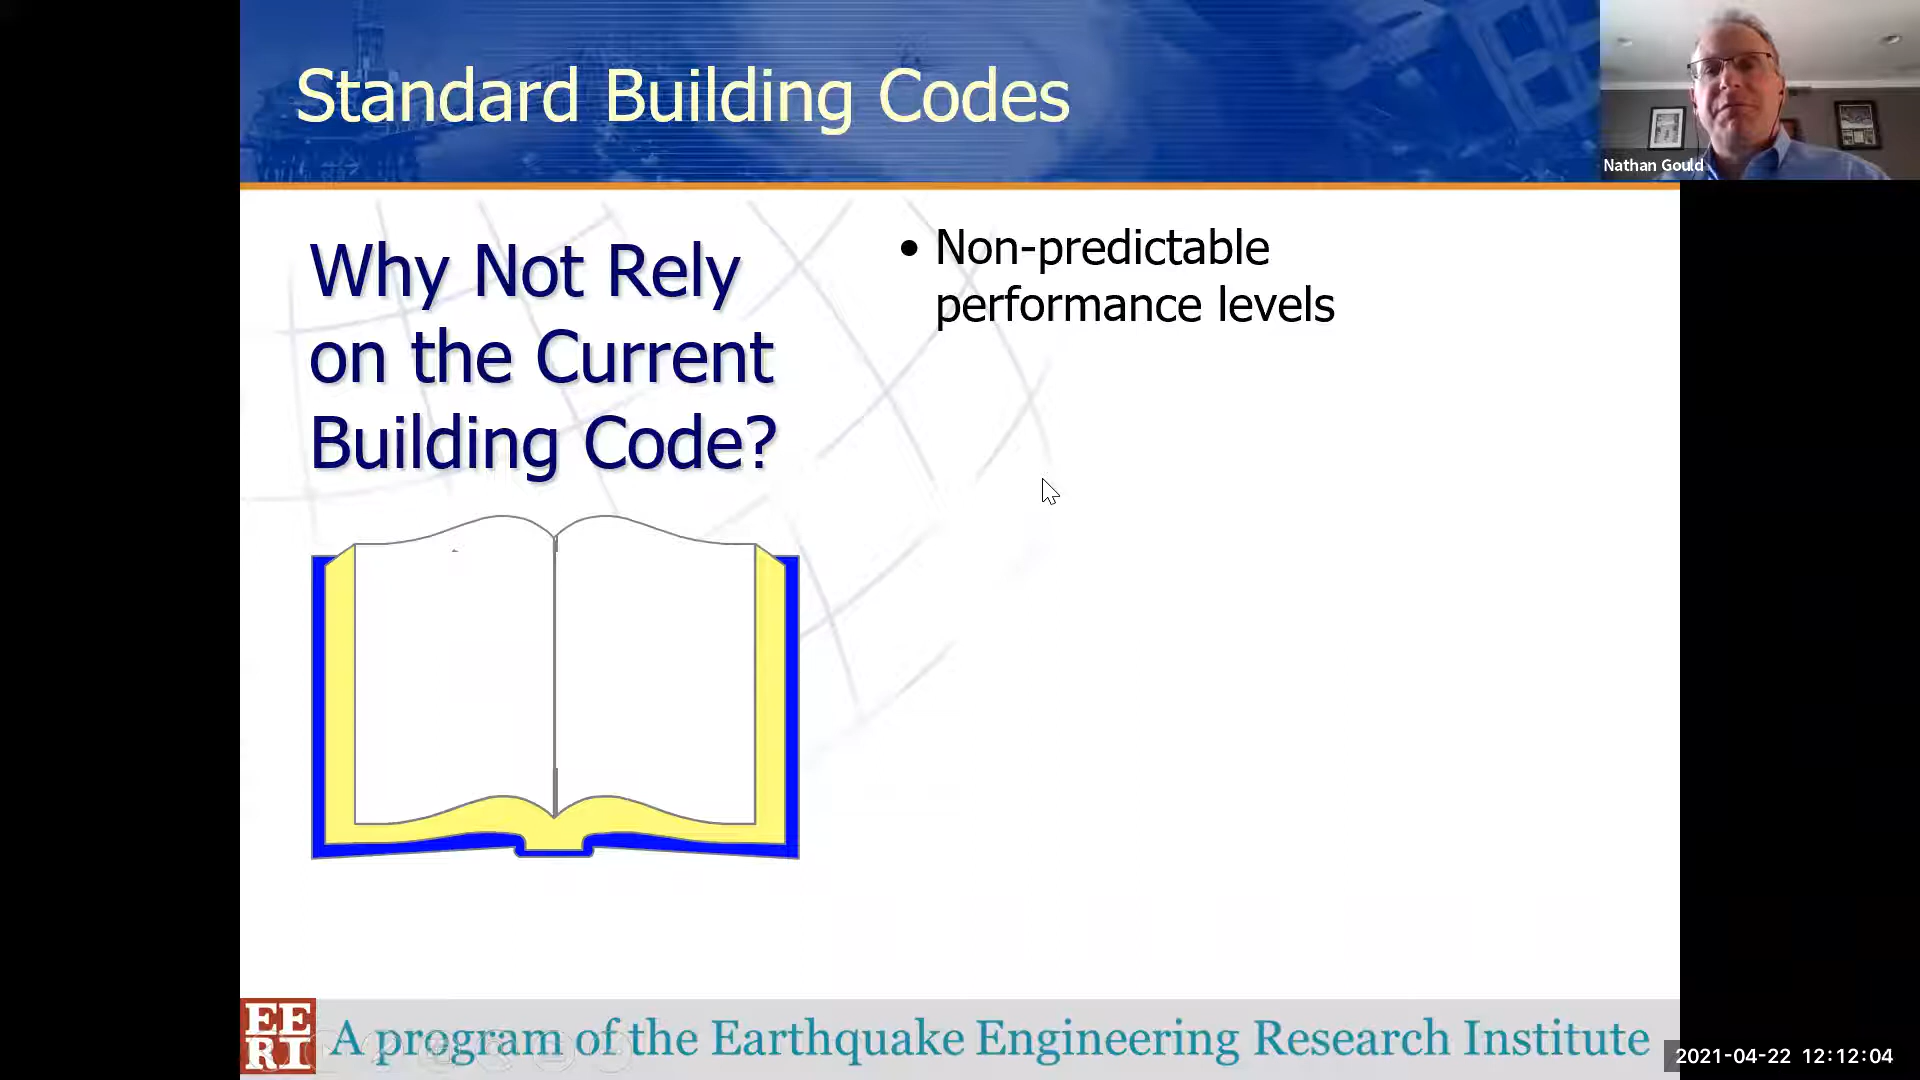 Standard Building Codes
Nathan Gould
Why Not Rely
on the Current
Building Code?
• Non-predictable
performance levels
EE
RI
A program of the Earthquake Engineering Research Institute
2021-04-22 12:12:04